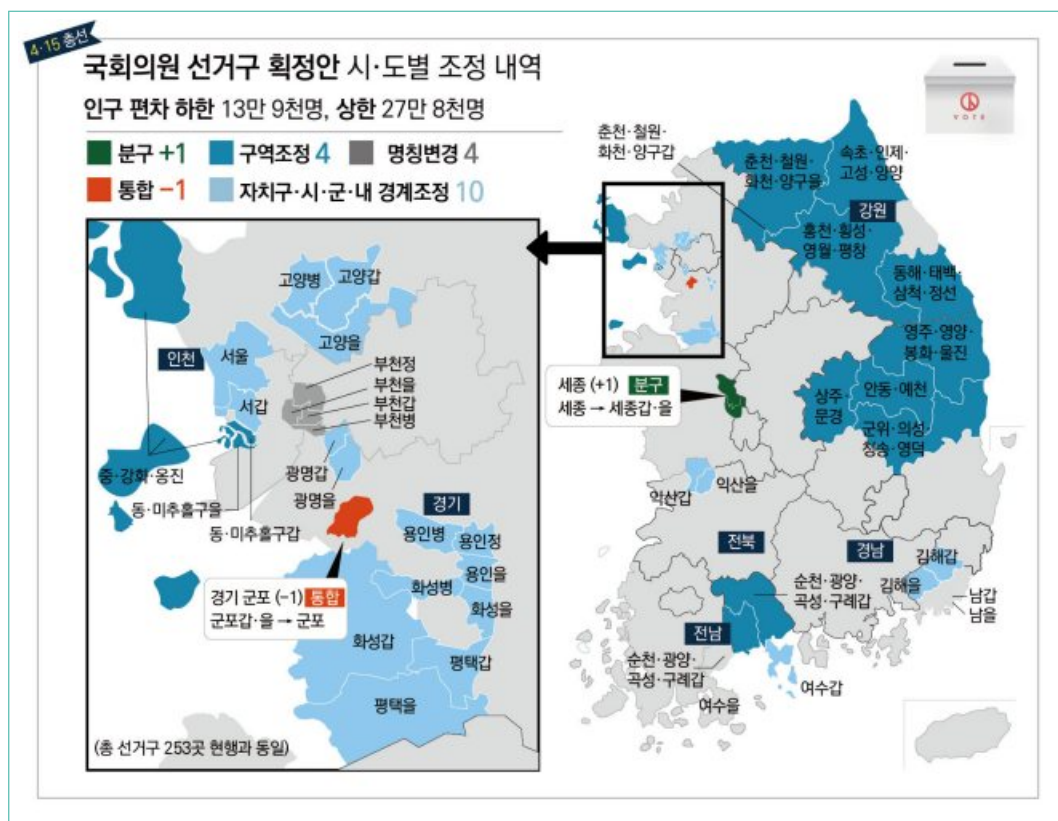 4·15 총선
국회의원 선거구 획정안 시·도별 조정 내역
인구 편차 하한 13만 9천명, 상한 27만 8천명
분구 +1
구역조정 4
명칭변경 4
통합 -1
자치구·시·군·내 경계조정 10
VOTE
고양병
고양갑
고양을
인천
서울
서갑
부천정
부천을
부천갑
부천병
중·강화·옹진
동·미추홀구을
동·미추홀구갑
광명갑
광명을
경기
용인병
용인정
용인을
화성병
화성을
화성갑
평택갑
평택을
경기 군포 (-1) 통합
군포갑·을 → 군포
(총 선거구 253곳 현행과 동일)
춘천·철원·
화천·양구갑
춘천·철원·
화천·양구을
속초·인제·
고성·양양
강원
홍천·횡성·
영월·평창
동해·태백·
삼척·정선
영주·영양·
봉화·울진
세종 (+1) 분구
세종 → 세종갑·을
상주·
문경
안동·예천
군위·의성·
청송·영덕
익산갑
익산을
전북
경남
김해갑
김해을
남갑
남을
순천·광양·
곡성·구례갑
전남
순천·광양·
곡성·구례갑
여수갑
여수을